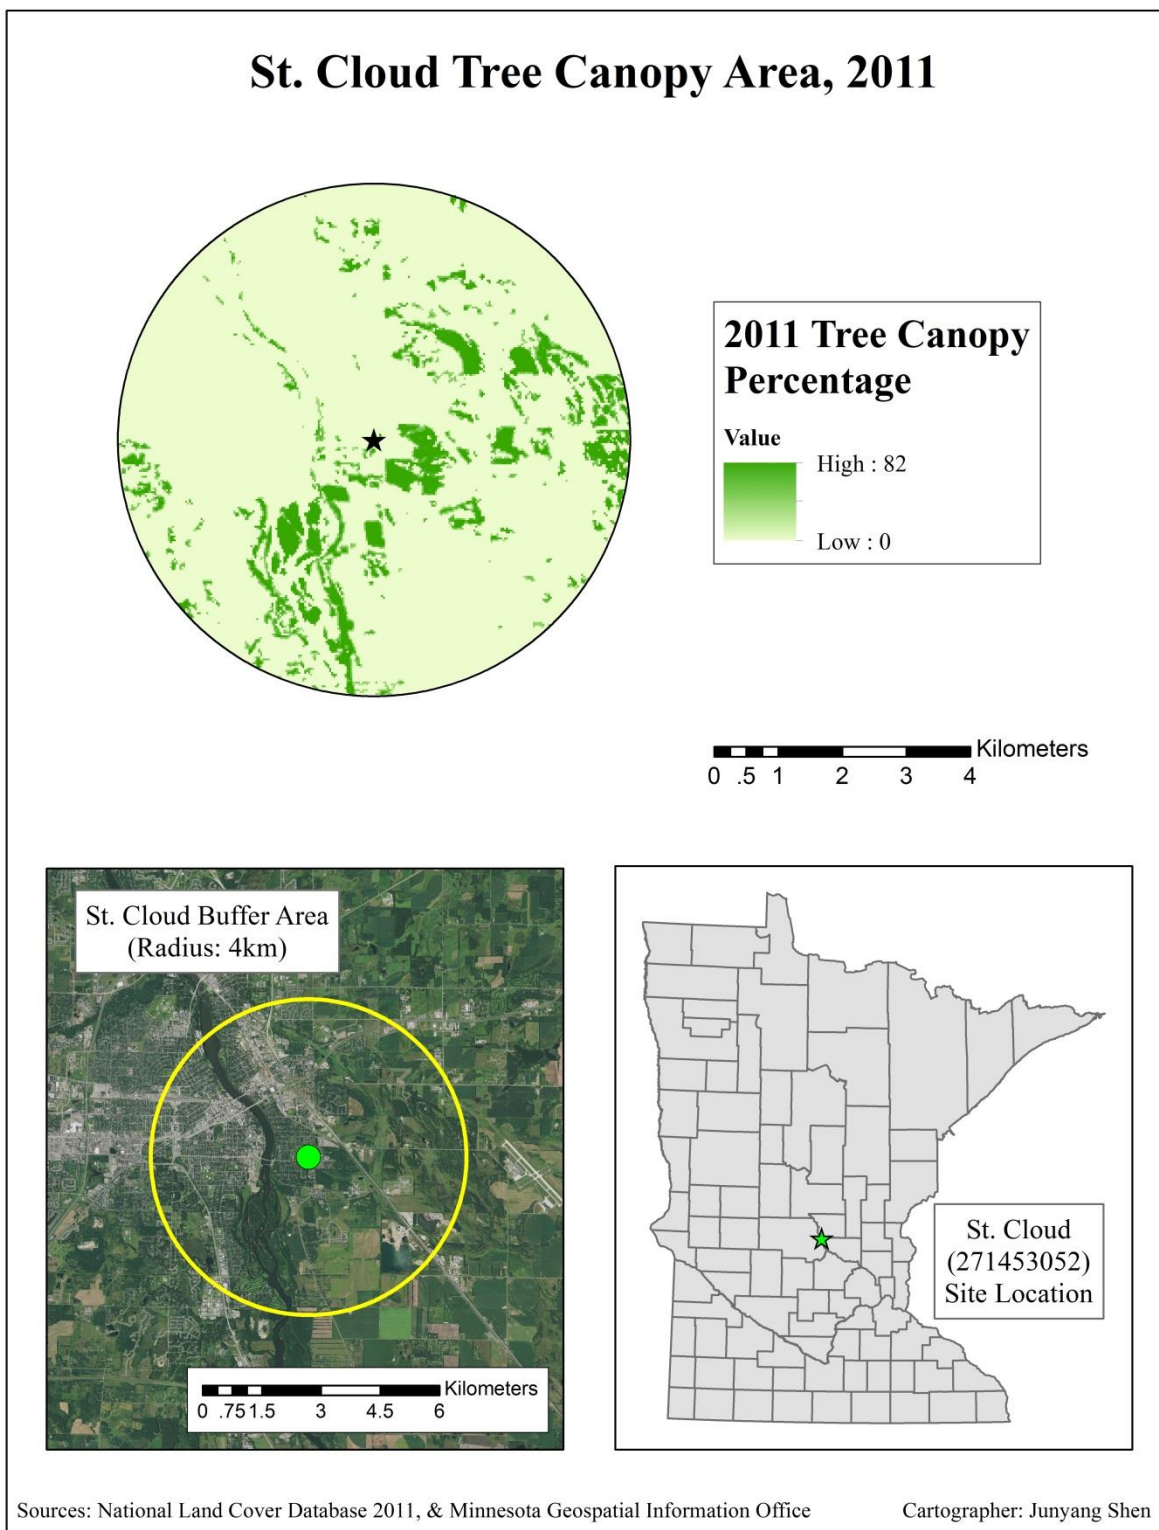 St. Cloud Tree Canopy Area, 2011
2011 Tree Canopy
Percentage
Value
High : 82
Low : 0
Kilometers
0 .5 1 2 3 4
St. Cloud Buffer Area
(Radius: 4km)
Kilometers
0 .75 1.5 3 4.5 6
St. Cloud
(271453052)
Site Location
Sources: National Land Cover Database 2011, & Minnesota Geospatial Information Office
Cartographer: Junyang Shen